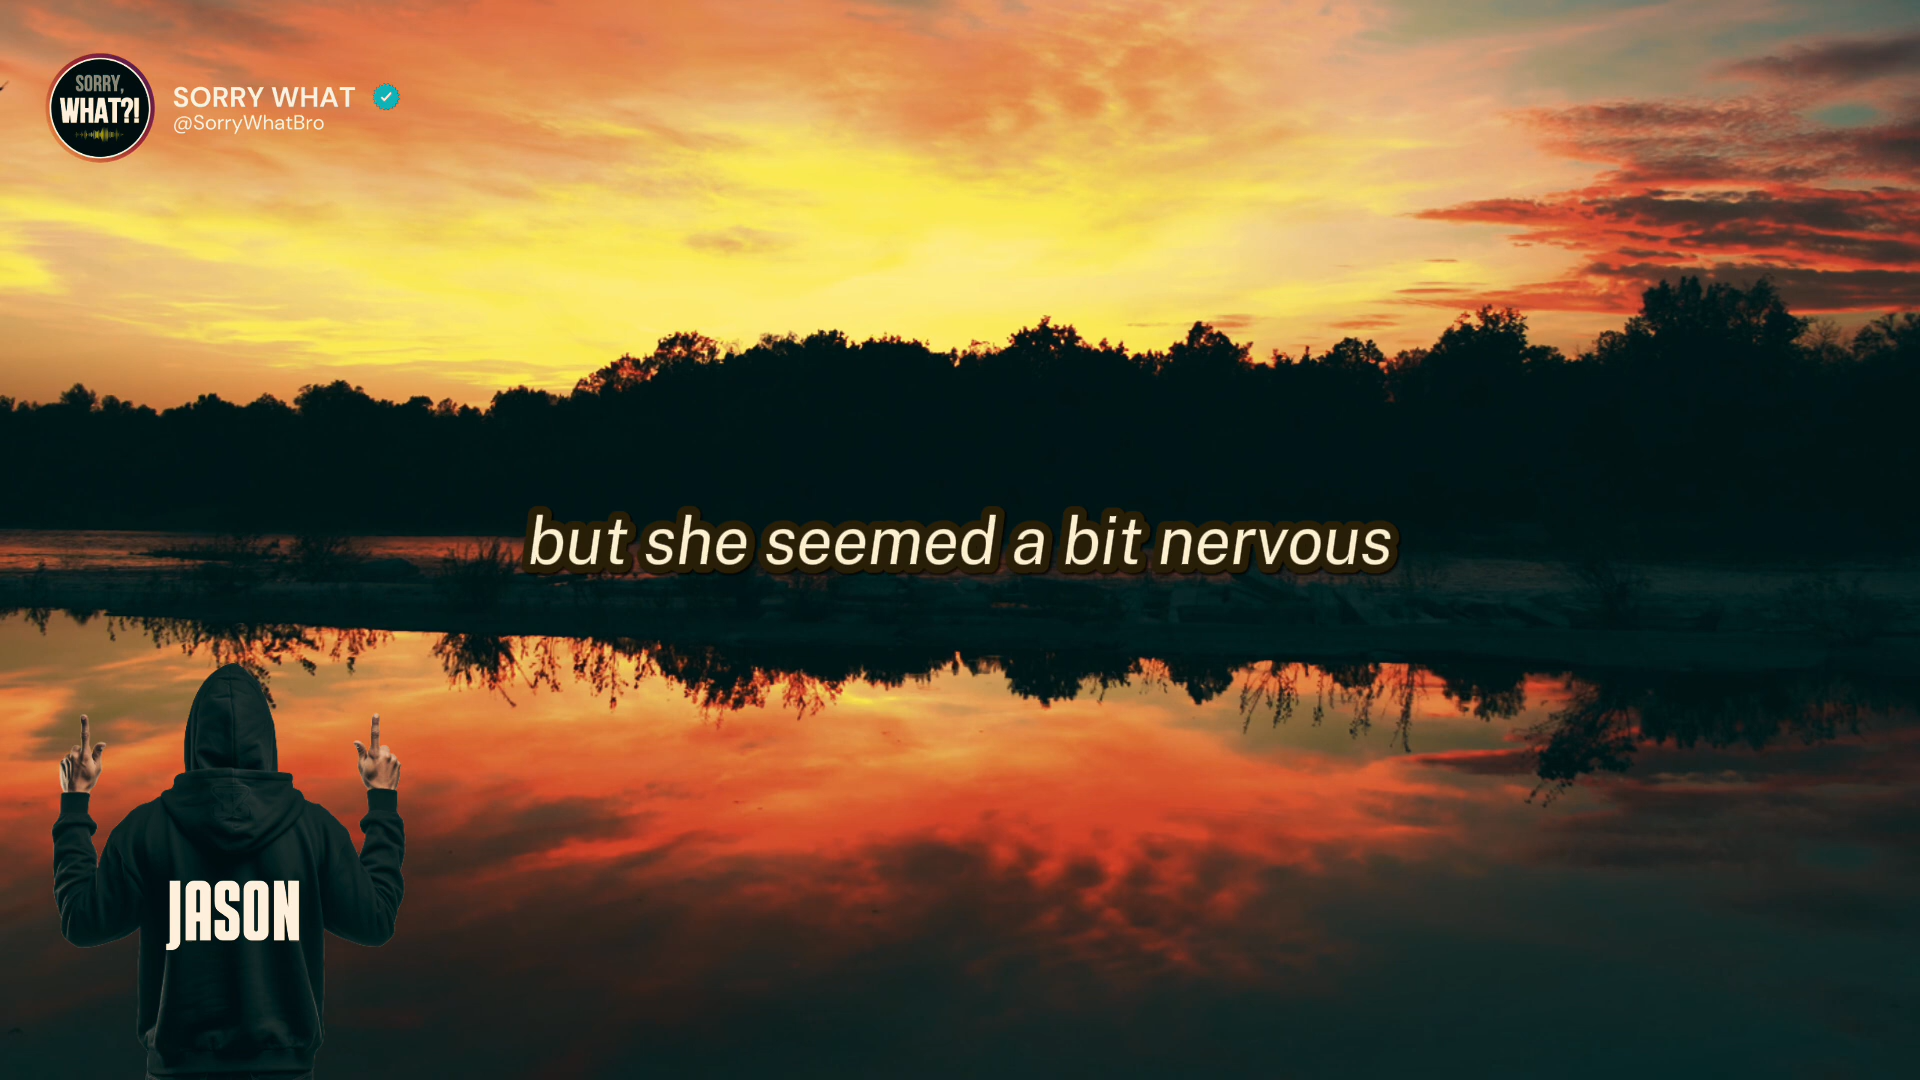 SORRY,
WHAT?!
SORRY WHAT
@SorryWhatBro
but she seemed a bit nervous
JASON